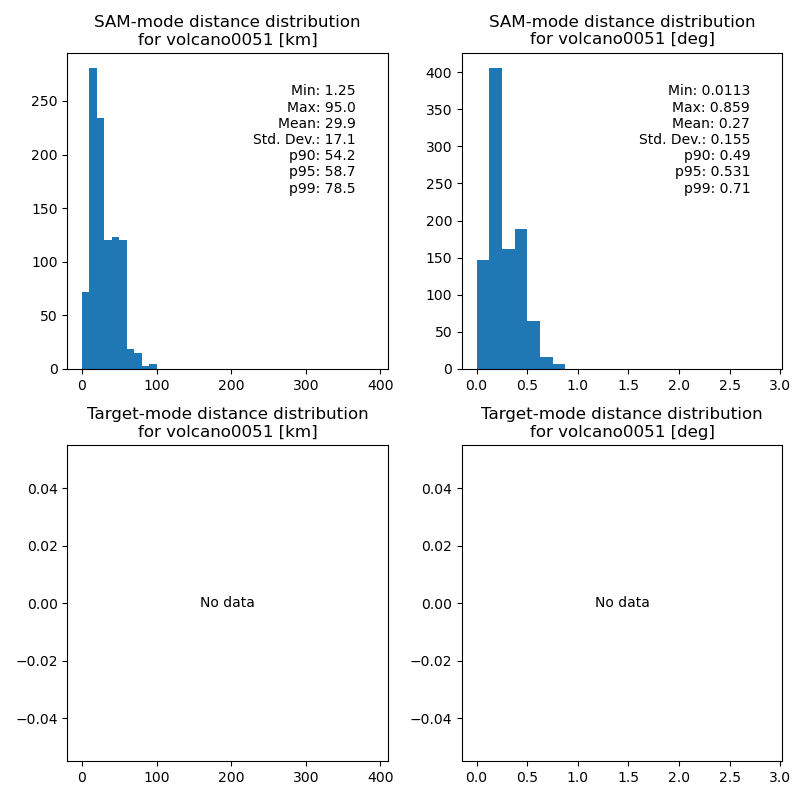 SAM-mode distance distribution
for volcano0051 [km]
Min: 1.25
Max: 95.0
Mean: 29.9
Std. Dev.: 17.1
p90: 54.2
p95: 58.7
p99: 78.5
250
200
150
100
50
0
0 100 200 300 400
SAM-mode distance distribution
for volcano0051 [deg]
Min: 0.0113
Max: 0.859
Mean: 0.27
Std. Dev.: 0.155
p90: 0.49
p95: 0.531
p99: 0.71
400
350
300
250
200
150
100
50
0
0.0 0.5 1.0 1.5 2.0 2.5 3.0
Target-mode distance distribution
for volcano0051 [km]
0.04
0.02
0.00
−0.02
−0.04
No data
0 100 200 300 400
Target-mode distance distribution
for volcano0051 [deg]
0.04
0.02
0.00
−0.02
−0.04
No data
0.0 0.5 1.0 1.5 2.0 2.5 3.0